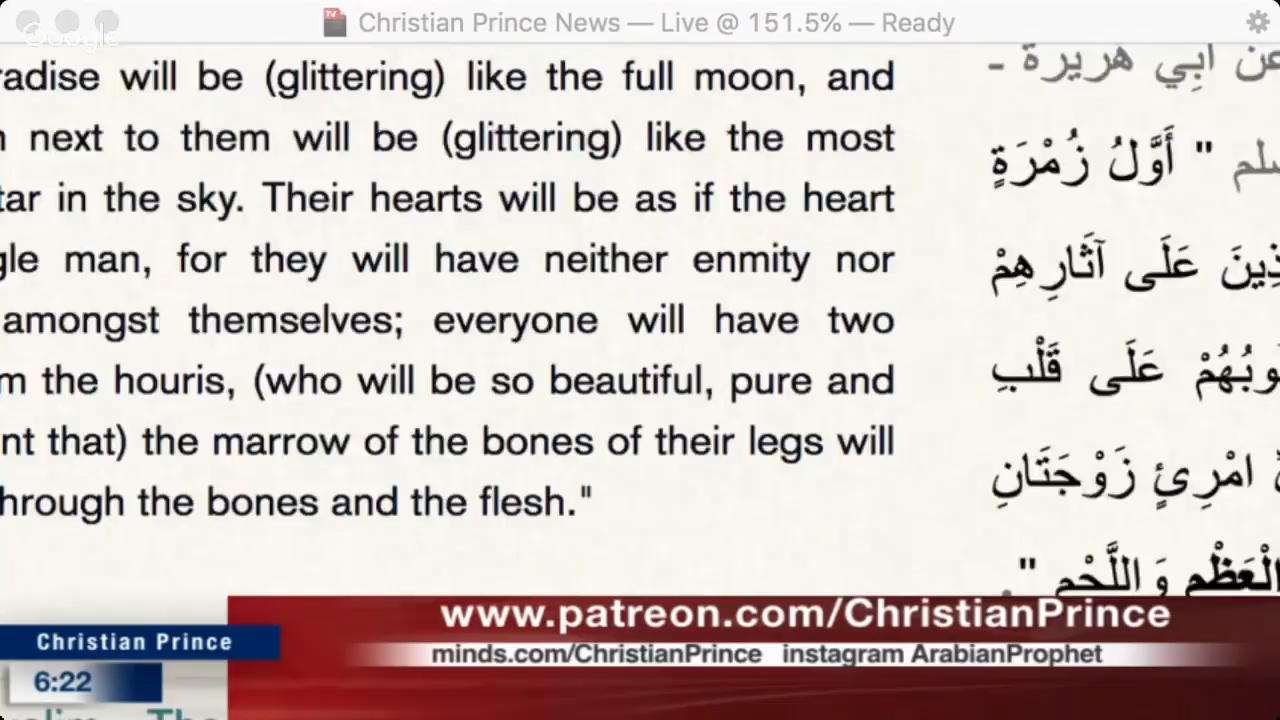 Christian Prince News — Live @ 151.5% — Ready
Google
radise will be (glittering) like the full moon, and
next to them will be (glittering) like the most
tar in the sky. Their hearts will be as if the heart
gle man, for they will have neither enmity nor
amongst themselves; everyone will have two
m the houris, (who will be so beautiful, pure and
nt that) the marrow of the bones of their legs will
hrough the bones and the flesh."
عن أبي هريرة ـ
سلم " أَوَّلُ زُمْرَةٍ
ذِينَ عَلَى آثَارِهِمْ
وبُهُمْ عَلَى قَلْبِ
امْرِئٍ زَوْجَتَانِ
الْعَظْمِ وَاللَّحْمِ ".
www.patreon.com/ChristianPrince
minds.com/ChristianPrince instagram ArabianProphet
Christian Prince
6:22